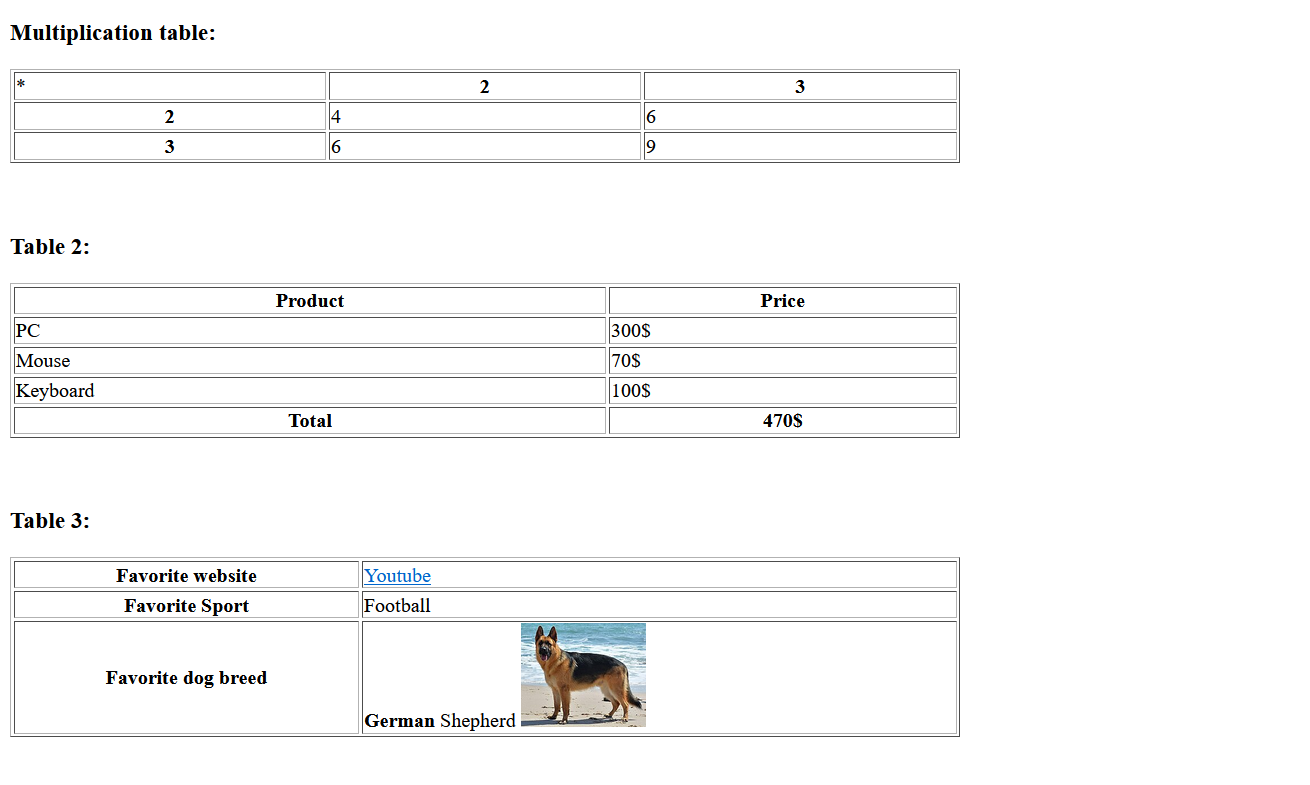 Multiplication table:
* 2 3
2 4 6
3 6 9
Table 2:
Product Price
PC 300$
Mouse 70$
Keyboard 100$
Total 470$
Table 3:
Favorite website Youtube
Favorite Sport Football
Favorite dog breed German Shepherd